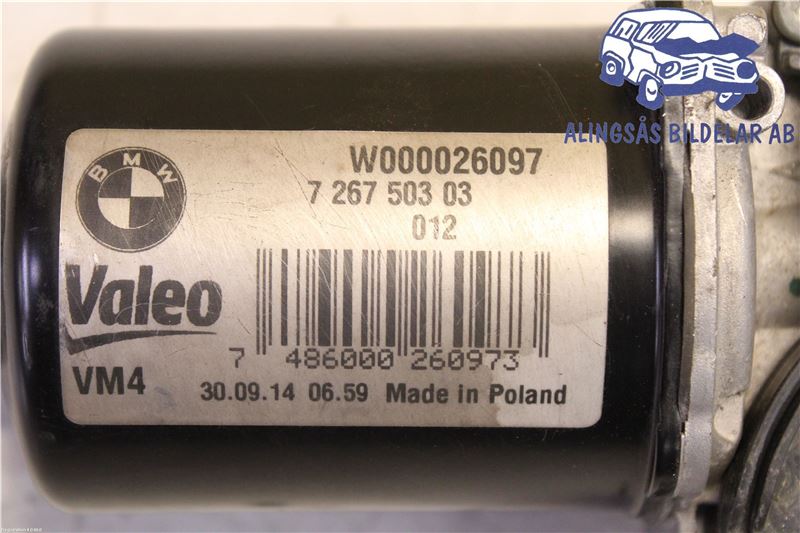 ALINGSÅS BILDELAR AB
BMW
W000026097
7 267 503 03
012
Valeo
7 486000 260973
VM4
30.09.14 06.59 Made in Poland